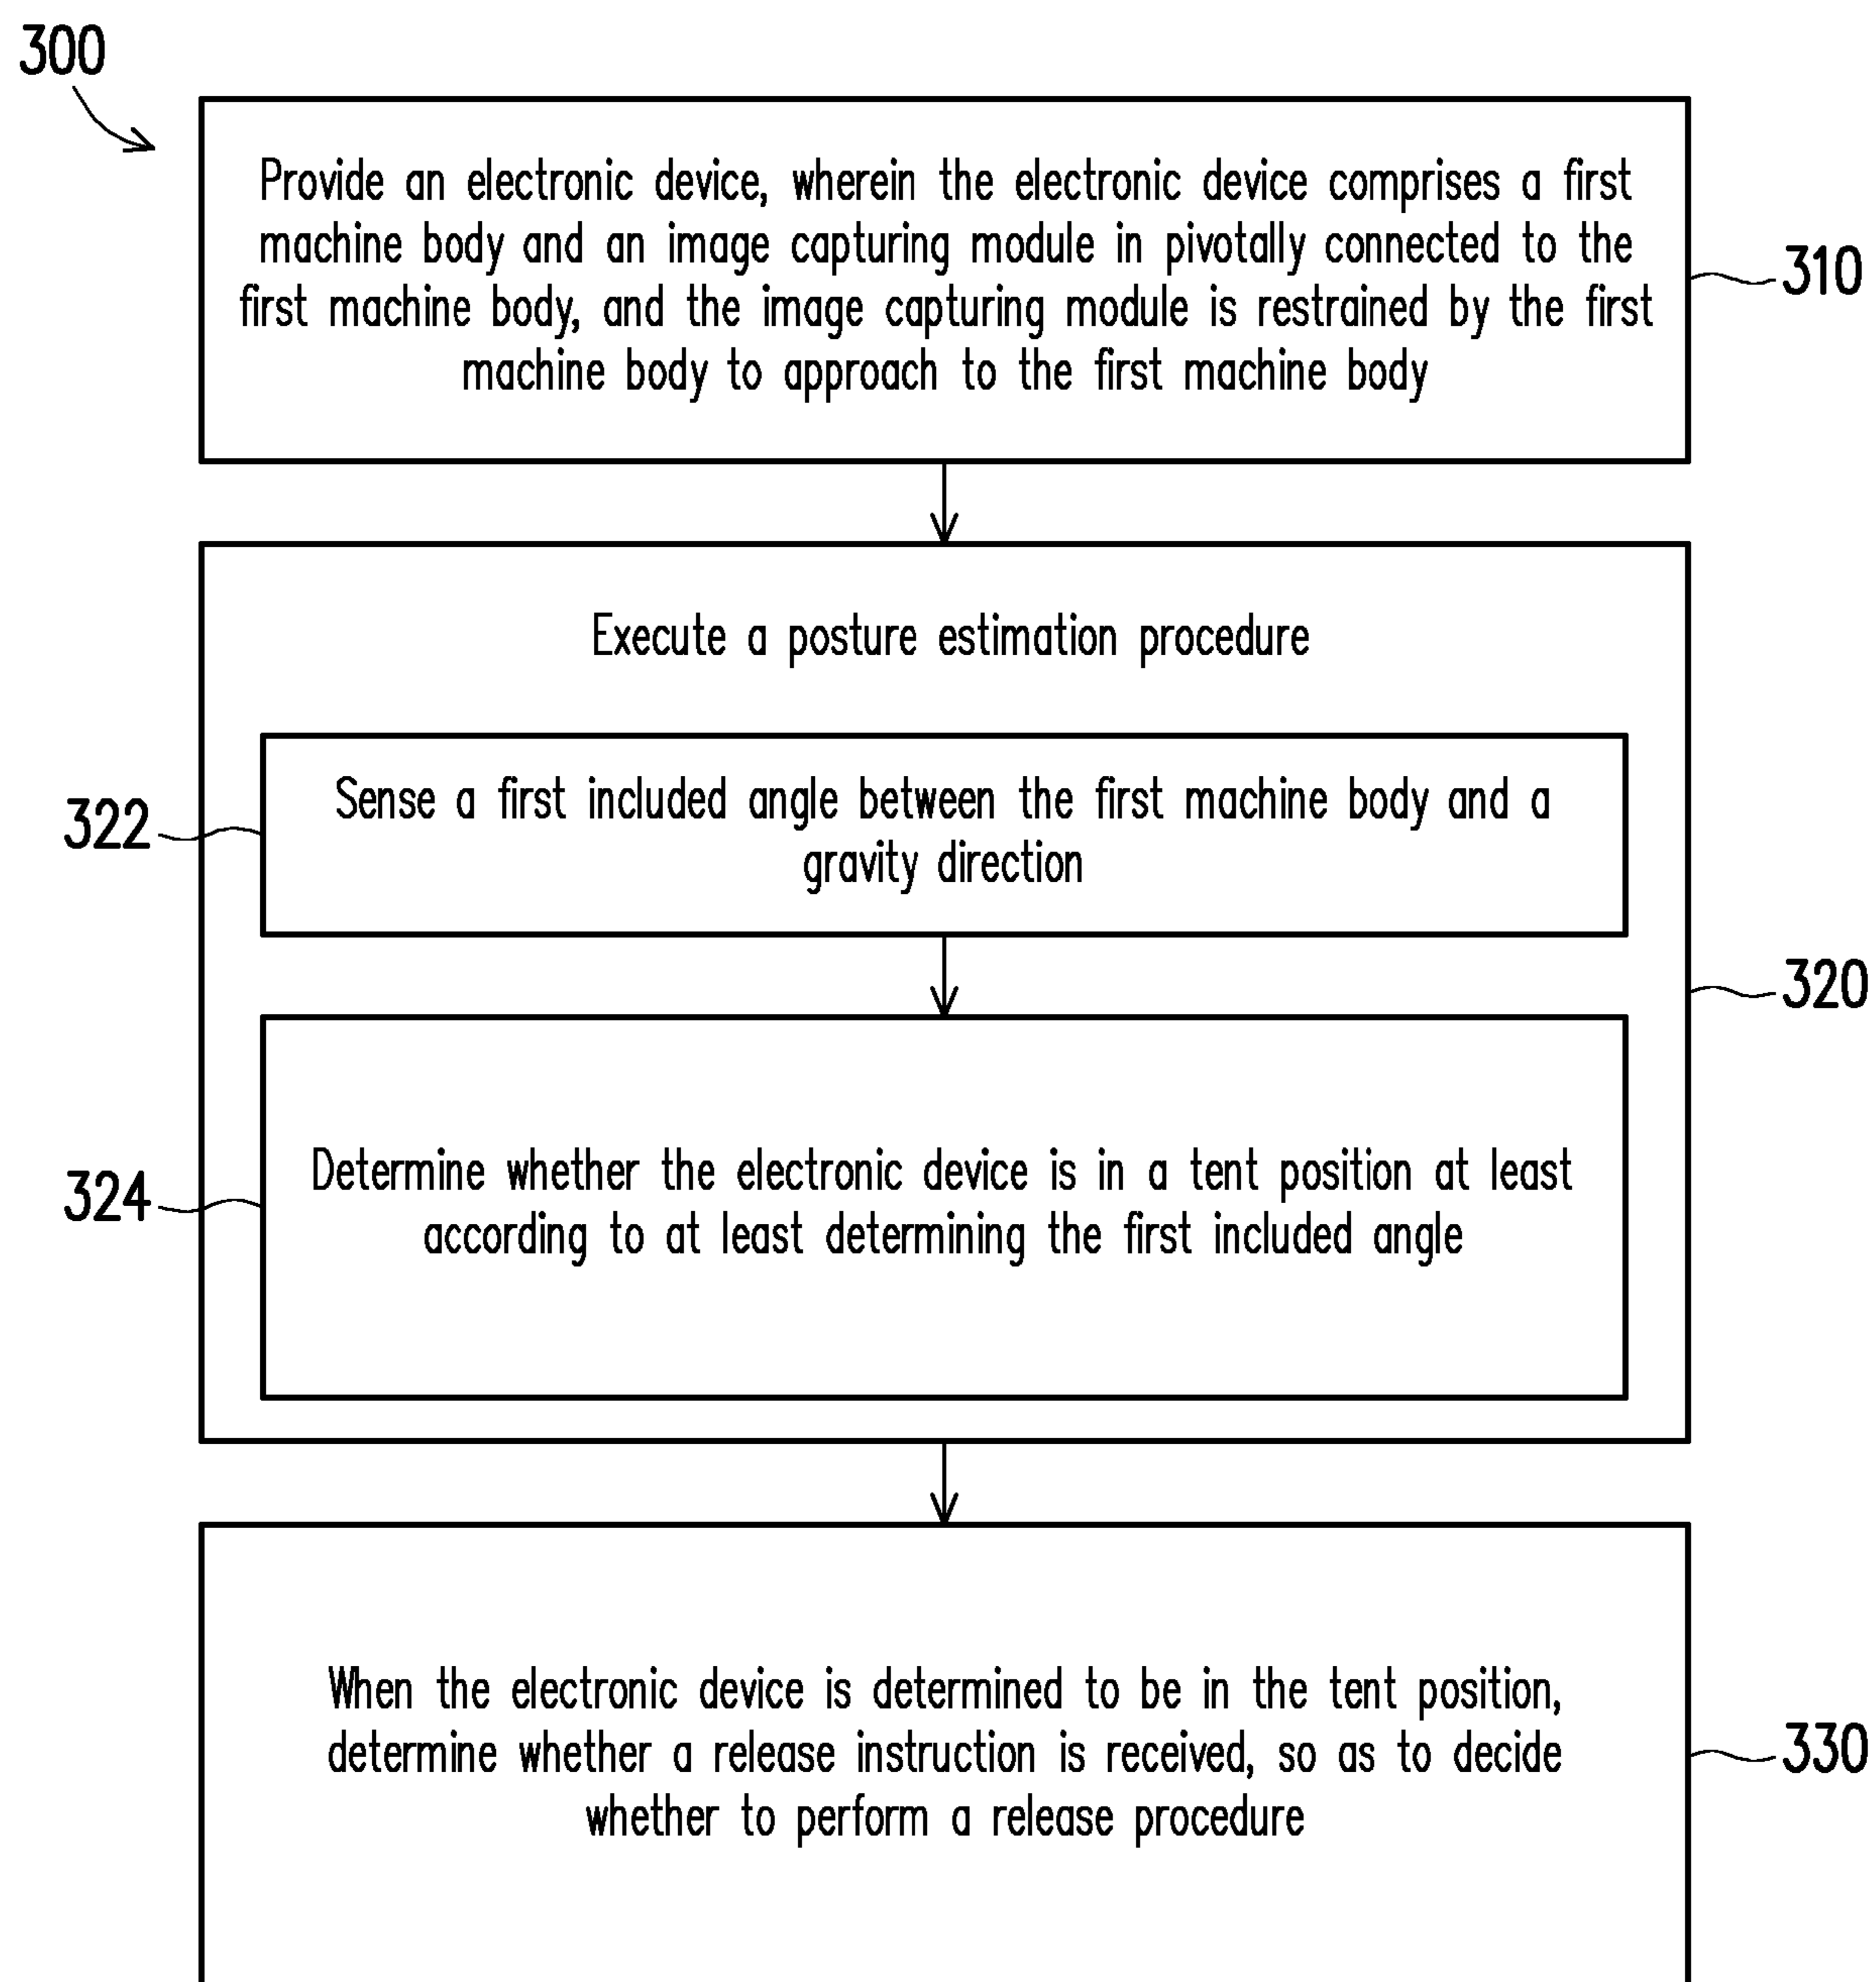 300
Provide an electronic device, wherein the electronic device comprises a first
machine body and an image capturing module in pivotally connected to the
first machine body, and the image capturing module is restrained by the first
machine body to approach to the first machine body
310
Execute a posture estimation procedure
Sense a first included angle between the first machine body and a
gravity direction
322
320
Determine whether the electronic device is in a tent position at least
according to at least determining the first included angle
324
When the electronic device is determined to be in the tent position,
determine whether a release instruction is received, so as to decide
whether to perform a release procedure
330